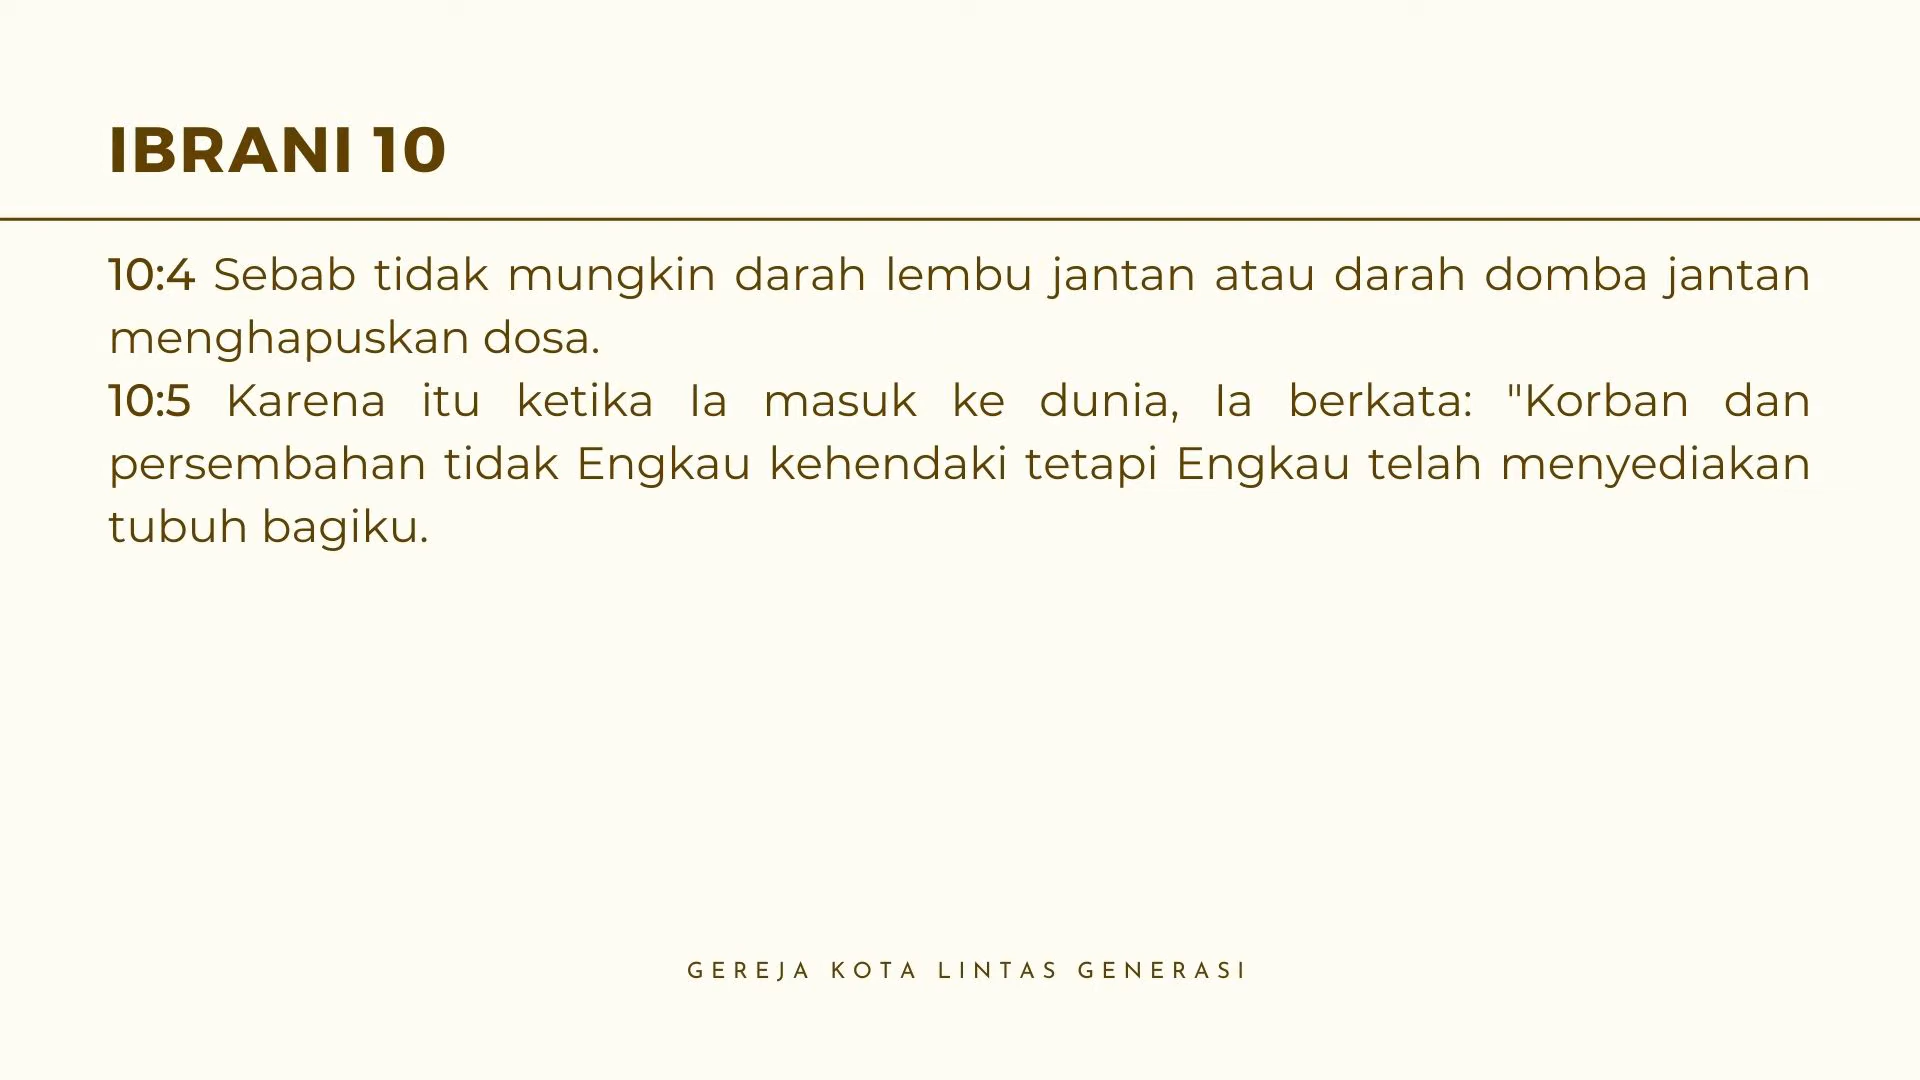 IBRANI 10
10:4 Sebab tidak mungkin darah lembu jantan atau darah domba jantan
menghapuskan dosa.
10:5 Karena itu ketika Ia masuk ke dunia, Ia berkata: "Korban dan
persembahan tidak Engkau kehendaki tetapi Engkau telah menyediakan
tubuh bagiku.
GEREJA KOTA LINTAS GENERASI